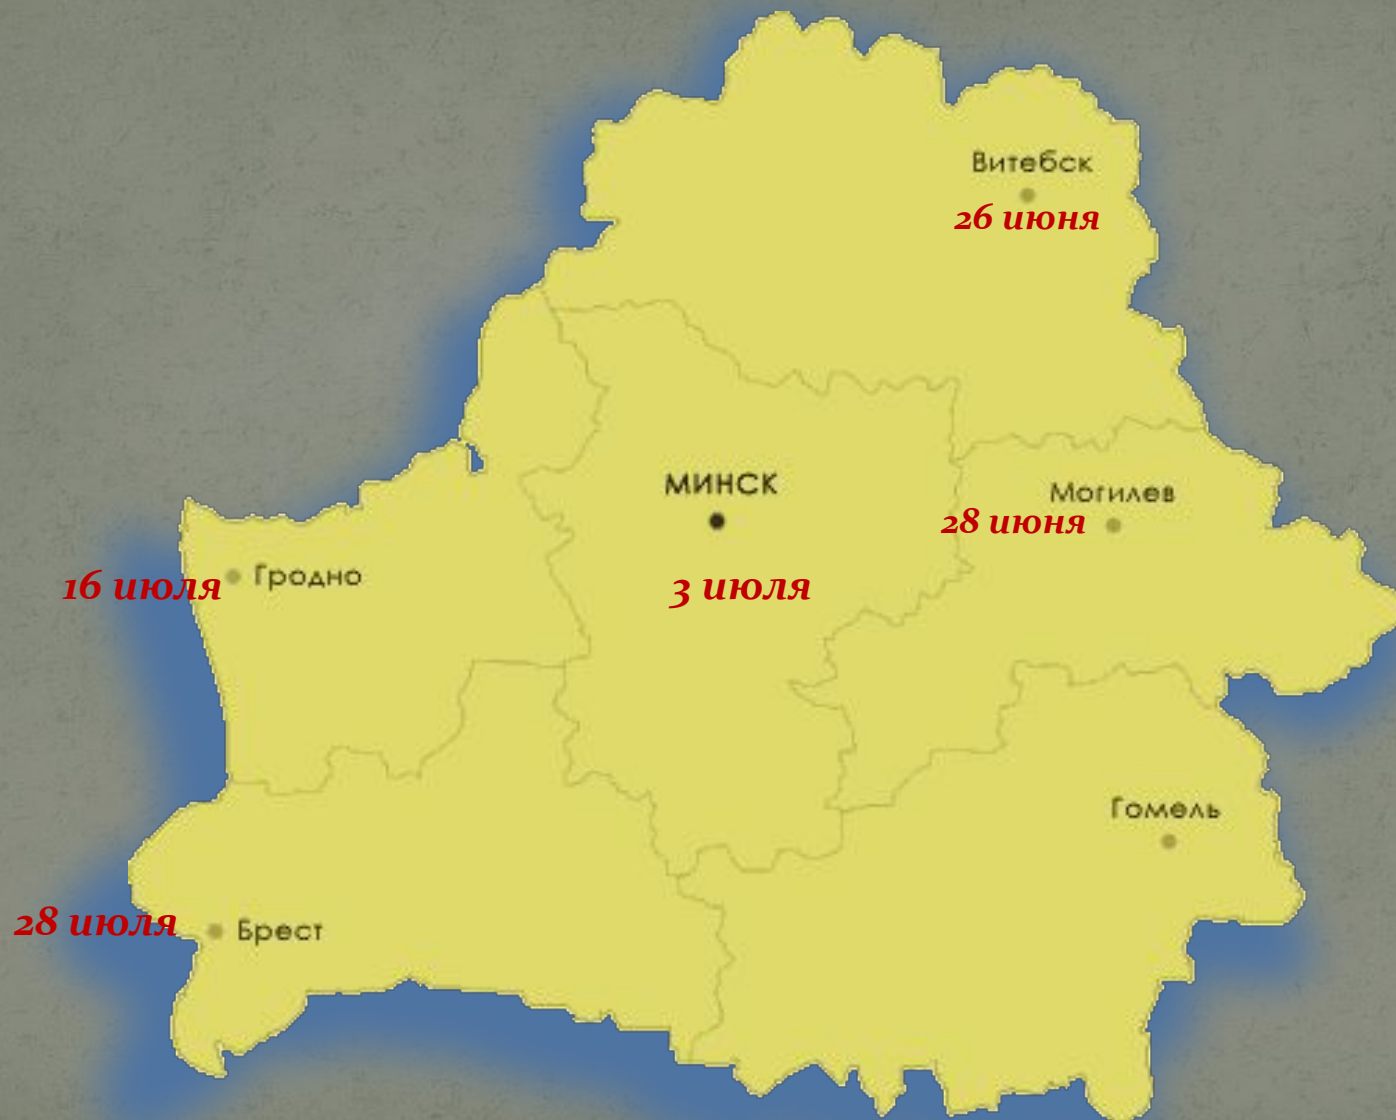 Витебск
26 июня
МИНСК
3 июля
Могилев
28 июня
16 июля
Гродно
Гомель
28 июля
Брест